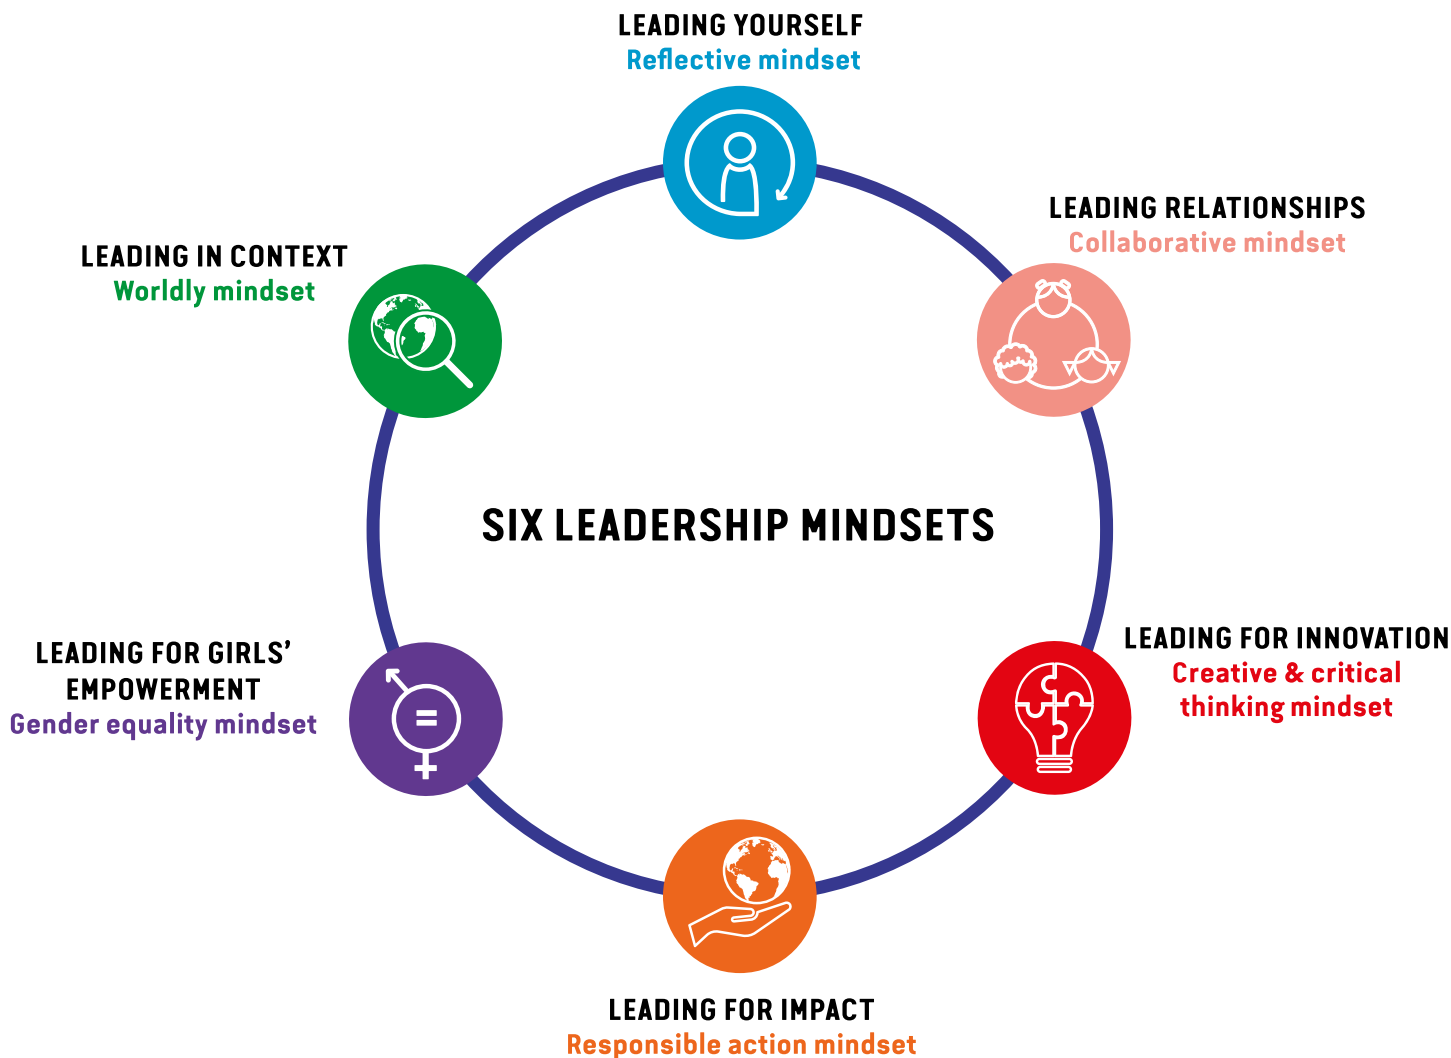 LEADING YOURSELF
Reflective mindset
LEADING RELATIONSHIPS
Collaborative mindset
LEADING IN CONTEXT
Worldly mindset
SIX LEADERSHIP MINDSETS
LEADING FOR INNOVATION
Creative & critical
thinking mindset
LEADING FOR GIRLS’
EMPOWERMENT
Gender equality mindset
=
LEADING FOR IMPACT
Responsible action mindset